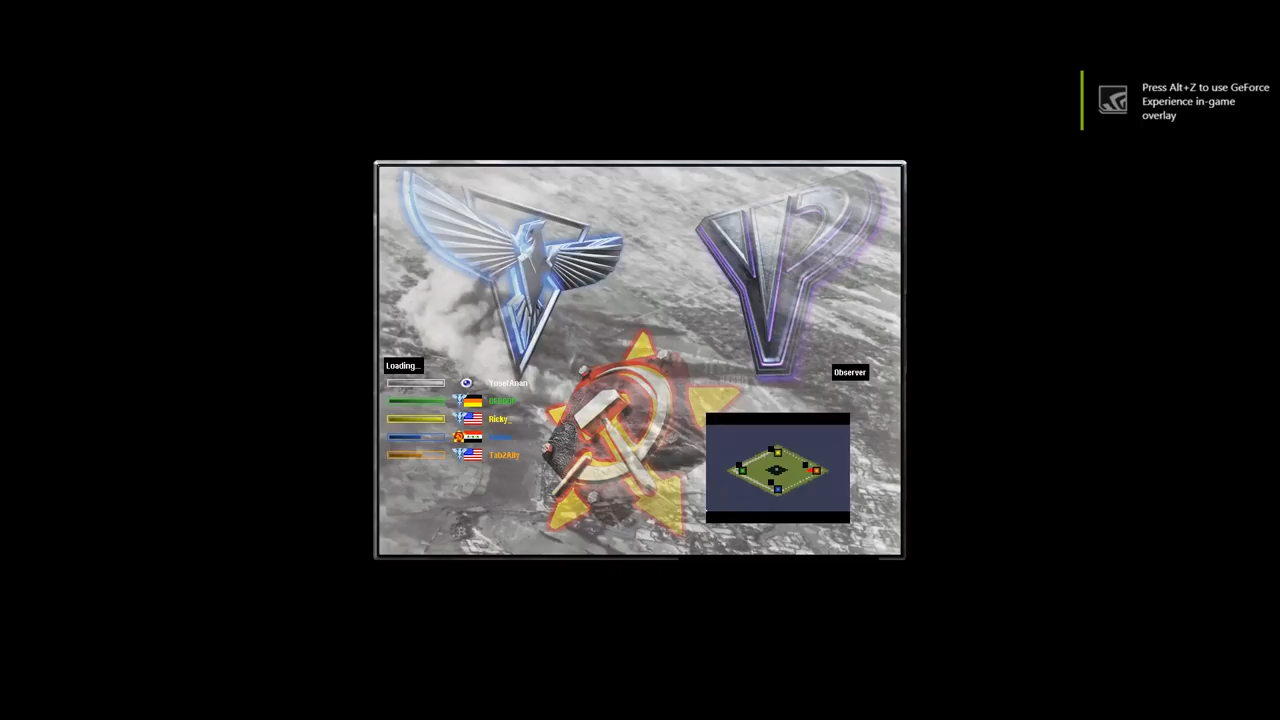 Press Alt+Z to use GeForce
Experience in-game
overlay
Loading...
Observer
YusefAnan
Ricky_
Tab2Ally